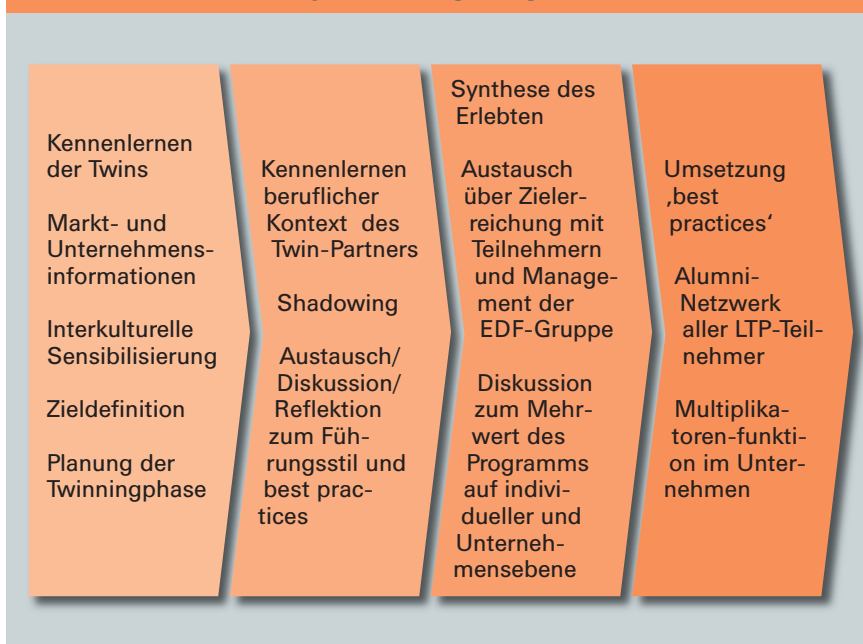 Kennenlernen
der Twins
Markt- und
Unternehmens-
informationen
Interkulturelle
Sensibilisierung
Zieldefinition
Planung der
Twinningphase
Kennenlernen
beruflicher
Kontext des
Twin-Partners
Shadowing
Austausch/
Diskussion/
Reflektion
zum Füh-
rungsstil und
best prac-
tices
Synthese des
Erlebten
Austausch
über Zieler-
reichung mit
Teilnehmern
und Manage-
ment der
EDF-Gruppe
Diskussion
zum Mehr-
wert des
Programms
auf indivi-
dueller und
Unterneh-
mensebene
Umsetzung
‚best
practices‘
Alumni-
Netzwerk
aller LTP-Teil-
nehmer
Multiplika-
toren-funkti-
on im Unter-
nehmen